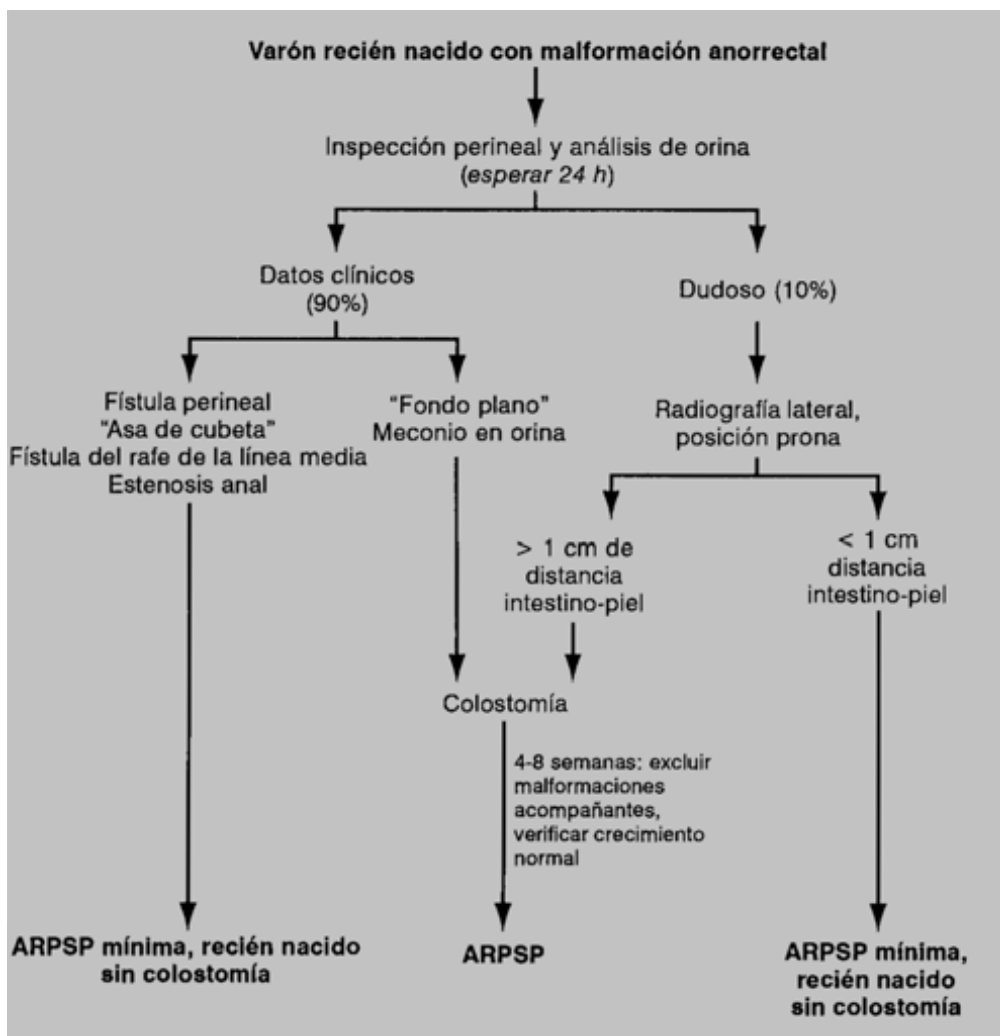 Varón recién nacido con malformación anorrectal
Inspección perineal y análisis de orina
(esperar 24 h)
Datos clínicos
(90%)
Dudoso (10%)
Fístula perineal
“Asa de cubeta”
Fístula del rafe de la línea media
Estenosis anal
“Fondo plano”
Meconio en orina
Radiografía lateral,
posición prona
> 1 cm de
distancia
intestino-piel
< 1 cm
distancia
intestino-piel
Colostomía
4-8 semanas: excluir
malformaciones
acompañantes,
verificar crecimiento
normal
ARPSP mínima, recién nacido
sin colostomía
ARPSP
ARPSP mínima,
recién nacido
sin colostomía